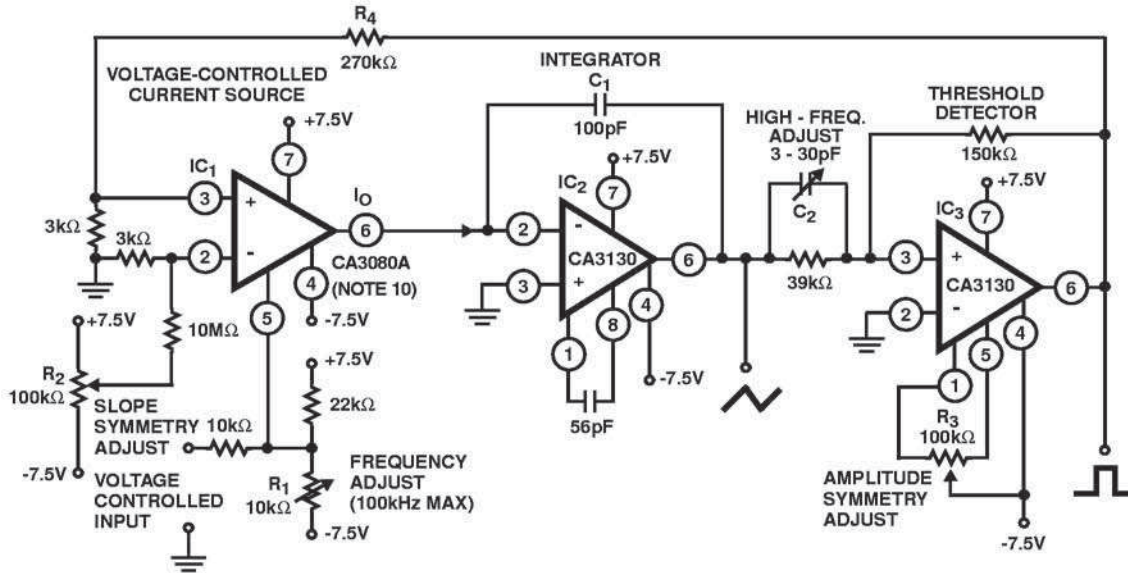 R4
270kΩ
VOLTAGE-CONTROLLED
CURRENT SOURCE
INTEGRATOR
C1
100pF
HIGH - FREQ.
ADJUST
3 - 30pF
C2
39kΩ
THRESHOLD
DETECTOR
150kΩ
+7.5V
7
IC1
3
+
3kΩ
3kΩ
2
-
IO
6
CA3080A
(NOTE 10)
4
-7.5V
5
+7.5V
10MΩ
R2
100kΩ
SLOPE
SYMMETRY
ADJUST
-7.5V
10kΩ
VOLTAGE
CONTROLLED
INPUT
+7.5V
22kΩ
R1
10kΩ
FREQUENCY
ADJUST
(100kHz MAX)
-7.5V
+7.5V
IC2
7
2
-
CA3130
6
3
+
4
8
1
56pF
-7.5V
+7.5V
IC3
7
3
+
CA3130
6
2
-
4
5
1
R3
100kΩ
AMPLITUDE
SYMMETRY
ADJUST
-7.5V